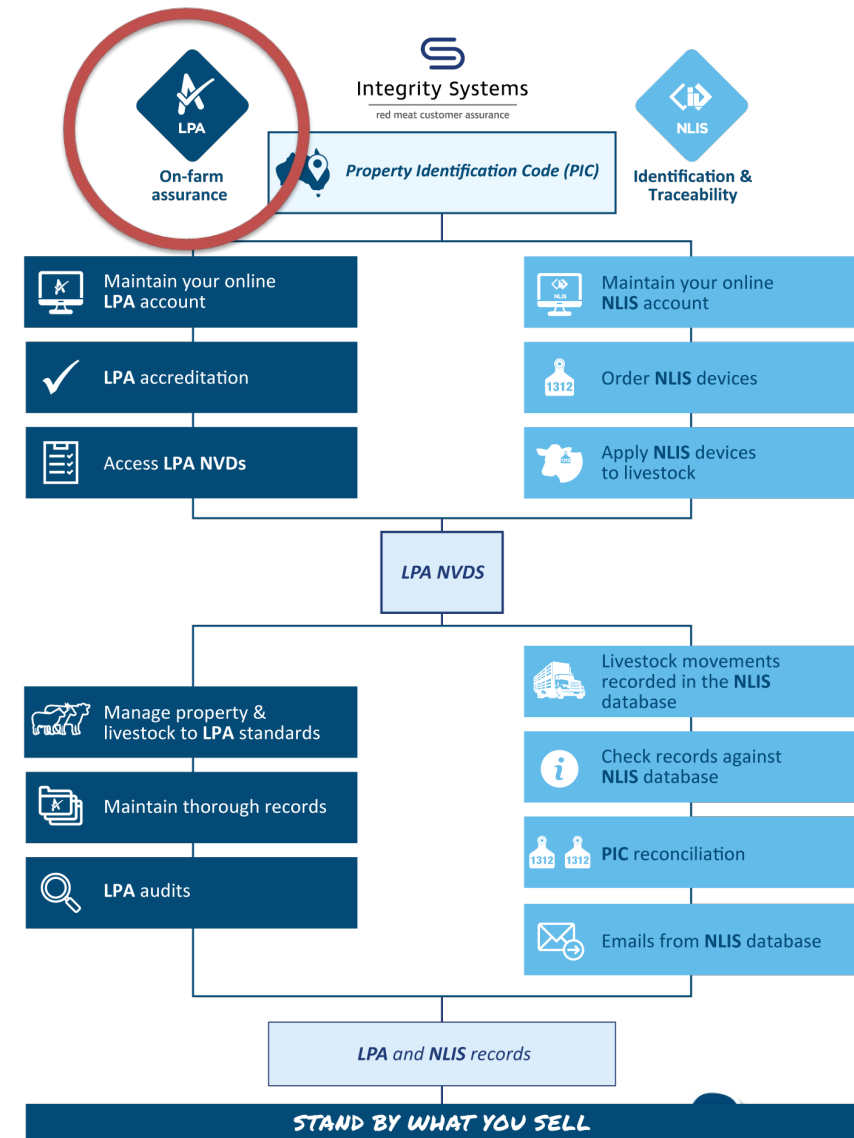 LPA
On-farm
assurance
Integrity Systems
red meat customer assurance
NLIS
Identification &
Traceability
Property Identification Code (PIC)
Maintain your online
LPA account
LPA accreditation
Access LPA NVDs
NLIS
Maintain your online
NLIS account
1312
Order NLIS devices
Apply NLIS devices
to livestock
LPA NVDS
Manage property &
livestock to LPA standards
Maintain thorough records
LPA audits
Livestock movements
recorded in the NLIS
database
Check records against
NLIS database
1312 1312
PIC reconciliation
Emails from NLIS database
LPA and NLIS records
STAND BY WHAT YOU SELL